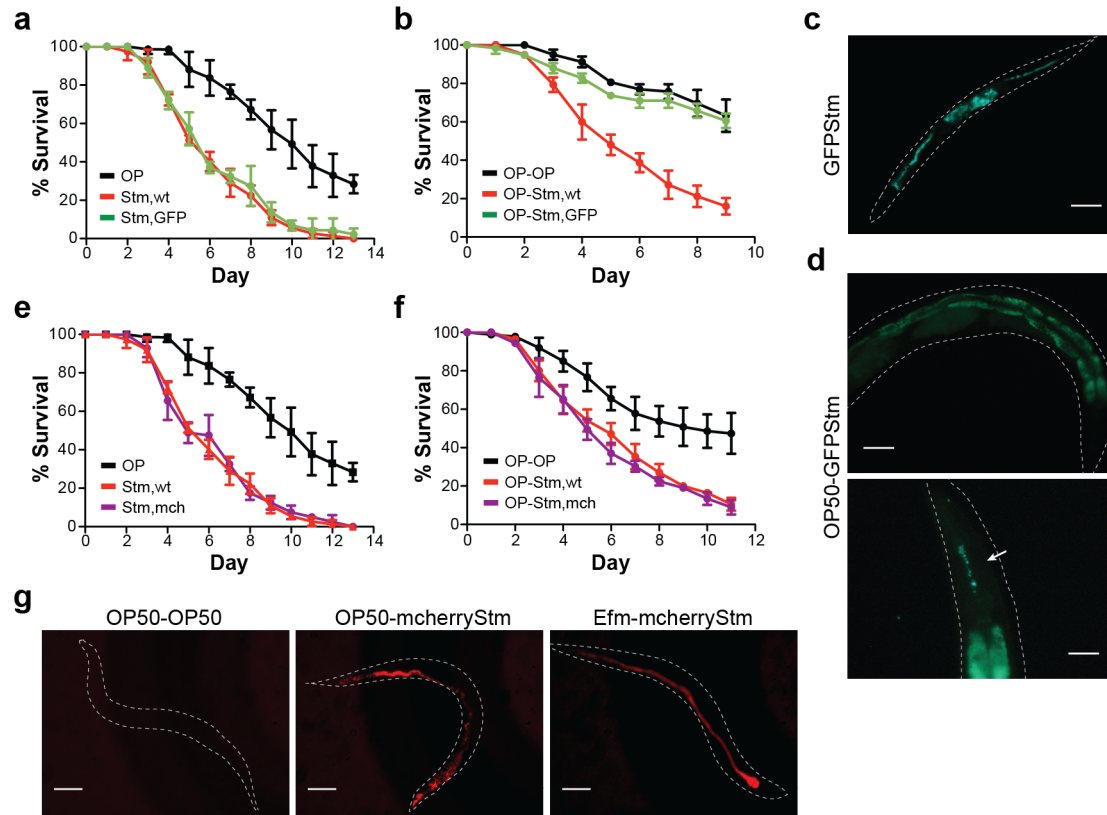 a
% Survival
100
80
60
40
20
0
OP
Stm,wt
Stm,GFP
0 2 4 6 8 10 12 14
Day
b
% Survival
100
80
60
40
20
0
OP-OP
OP-Stm,wt
OP-Stm,GFP
0 2 4 6 8 10
Day
c
GFPStm
d
OP50-GFPStm
e
% Survival
100
80
60
40
20
0
OP
Stm,wt
Stm,mch
0 2 4 6 8 10 12 14
Day
f
% Survival
100
80
60
40
20
0
OP-OP
OP-Stm,wt
OP-Stm,mch
0 2 4 6 8 10 12
Day
g
OP50-OP50
OP50-mcherryStm
Efm-mcherryStm